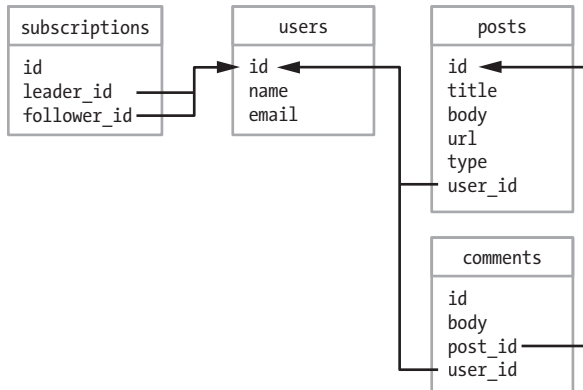 subscriptions
id
leader_id
follower_id
users
id
name
email
posts
id
title
body
url
type
user_id
comments
id
body
post_id
user_id